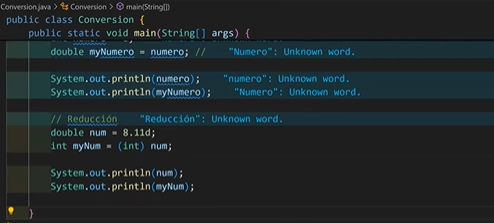 Conversion.java > Conversion > main(String[])
public class Conversion {
public static void main(String[] args) {
double myNumero = numero; // "Numero": Unknown word.
System.out.println(numero); "numero": Unknown word.
System.out.println(myNumero); "Numero": Unknown word.
// Reducción "Reducción": Unknown word.
double num = 8.11d;
int myNum = (int) num;
System.out.println(num);
System.out.println(myNum);
}